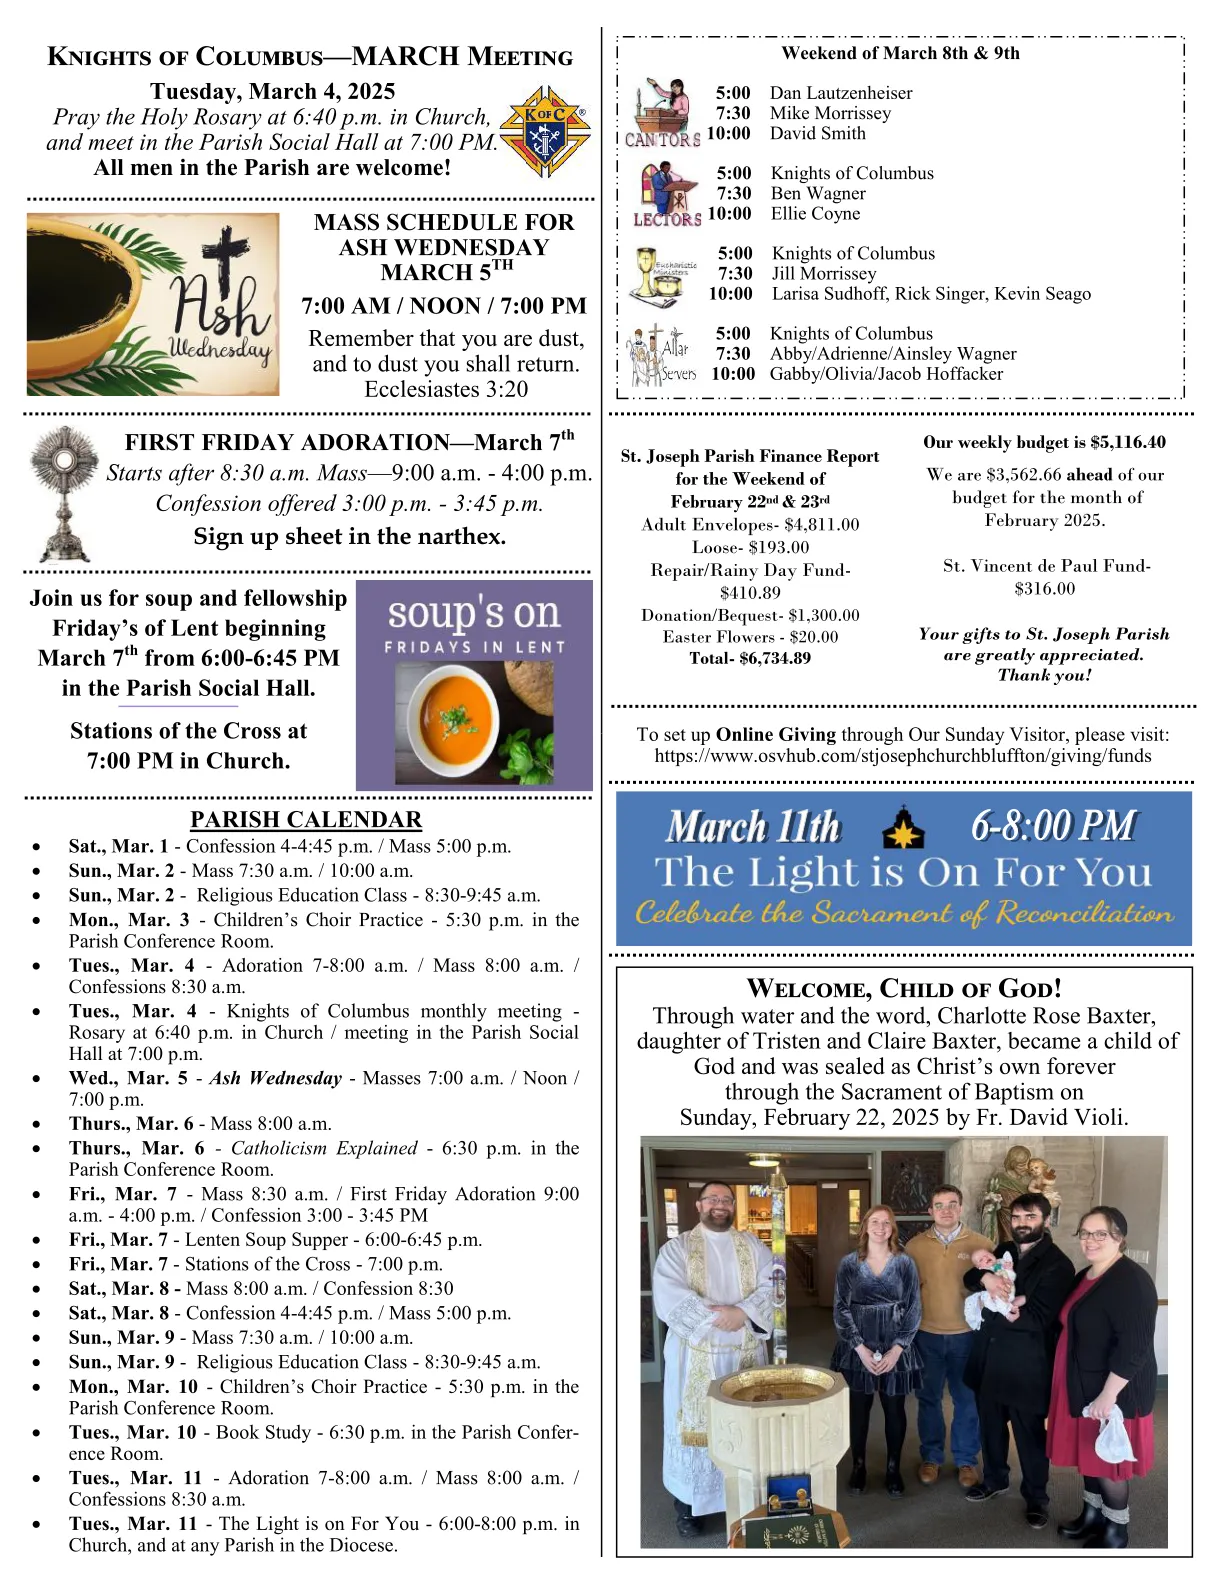 KNIGHTS OF COLUMBUS—MARCH MEETING
Tuesday, March 4, 2025
Pray the Holy Rosary at 6:40 p.m. in Church,
and meet in the Parish Social Hall at 7:00 PM.
All men in the Parish are welcome!
K OF C ®
Ash
Wednesday
MASS SCHEDULE FOR
ASH WEDNESDAY
MARCH 5TH
7:00 AM / NOON / 7:00 PM
Remember that you are dust,
and to dust you shall return.
Ecclesiastes 3:20
FIRST FRIDAY ADORATION—March 7th
Starts after 8:30 a.m. Mass—9:00 a.m. - 4:00 p.m.
Confession offered 3:00 p.m. - 3:45 p.m.
Sign up sheet in the narthex.
Join us for soup and fellowship
Friday’s of Lent beginning
March 7th from 6:00-6:45 PM
in the Parish Social Hall.
Stations of the Cross at
7:00 PM in Church.
soup's on
FRIDAYS IN LENT
PARISH CALENDAR
• Sat., Mar. 1 - Confession 4-4:45 p.m. / Mass 5:00 p.m.
• Sun., Mar. 2 - Mass 7:30 a.m. / 10:00 a.m.
• Sun., Mar. 2 - Religious Education Class - 8:30-9:45 a.m.
• Mon., Mar. 3 - Children’s Choir Practice - 5:30 p.m. in the
Parish Conference Room.
• Tues., Mar. 4 - Adoration 7-8:00 a.m. / Mass 8:00 a.m. /
Confessions 8:30 a.m.
• Tues., Mar. 4 - Knights of Columbus monthly meeting -
Rosary at 6:40 p.m. in Church / meeting in the Parish Social
Hall at 7:00 p.m.
• Wed., Mar. 5 - Ash Wednesday - Masses 7:00 a.m. / Noon /
7:00 p.m.
• Thurs., Mar. 6 - Mass 8:00 a.m.
• Thurs., Mar. 6 - Catholicism Explained - 6:30 p.m. in the
Parish Conference Room.
• Fri., Mar. 7 - Mass 8:30 a.m. / First Friday Adoration 9:00
a.m. - 4:00 p.m. / Confession 3:00 - 3:45 PM
• Fri., Mar. 7 - Lenten Soup Supper - 6:00-6:45 p.m.
• Fri., Mar. 7 - Stations of the Cross - 7:00 p.m.
• Sat., Mar. 8 - Mass 8:00 a.m. / Confession 8:30
• Sat., Mar. 8 - Confession 4-4:45 p.m. / Mass 5:00 p.m.
• Sun., Mar. 9 - Mass 7:30 a.m. / 10:00 a.m.
• Sun., Mar. 9 - Religious Education Class - 8:30-9:45 a.m.
• Mon., Mar. 10 - Children’s Choir Practice - 5:30 p.m. in the
Parish Conference Room.
• Tues., Mar. 10 - Book Study - 6:30 p.m. in the Parish Confer-
ence Room.
• Tues., Mar. 11 - Adoration 7-8:00 a.m. / Mass 8:00 a.m. /
Confessions 8:30 a.m.
• Tues., Mar. 11 - The Light is on For You - 6:00-8:00 p.m. in
Church, and at any Parish in the Diocese.
Weekend of March 8th & 9th
CANTORS
5:00 Dan Lautzenheiser
7:30 Mike Morrissey
10:00 David Smith
LECTORS
5:00 Knights of Columbus
7:30 Ben Wagner
10:00 Ellie Coyne
Eucharistic
Ministers
5:00 Knights of Columbus
7:30 Jill Morrissey
10:00 Larisa Sudhoff, Rick Singer, Kevin Seago
Altar
Servers
5:00 Knights of Columbus
7:30 Abby/Adrienne/Ainsley Wagner
10:00 Gabby/Olivia/Jacob Hoffacker
St. Joseph Parish Finance Report
for the Weekend of
February 22nd & 23rd
Adult Envelopes- $4,811.00
Loose- $193.00
Repair/Rainy Day Fund-
$410.89
Donation/Bequest- $1,300.00
Easter Flowers - $20.00
Total- $6,734.89
Our weekly budget is $5,116.40
We are $3,562.66 ahead of our
budget for the month of
February 2025.
St. Vincent de Paul Fund-
$316.00
Your gifts to St. Joseph Parish
are greatly appreciated.
Thank you!
To set up Online Giving through Our Sunday Visitor, please visit:
https://www.osvhub.com/stjosephchurchbluffton/giving/funds
March 11th 6-8:00 PM
The Light is On For You
Celebrate the Sacrament of Reconciliation
WELCOME, CHILD OF GOD!
Through water and the word, Charlotte Rose Baxter,
daughter of Tristen and Claire Baxter, became a child of
God and was sealed as Christ’s own forever
through the Sacrament of Baptism on
Sunday, February 22, 2025 by Fr. David Violi.